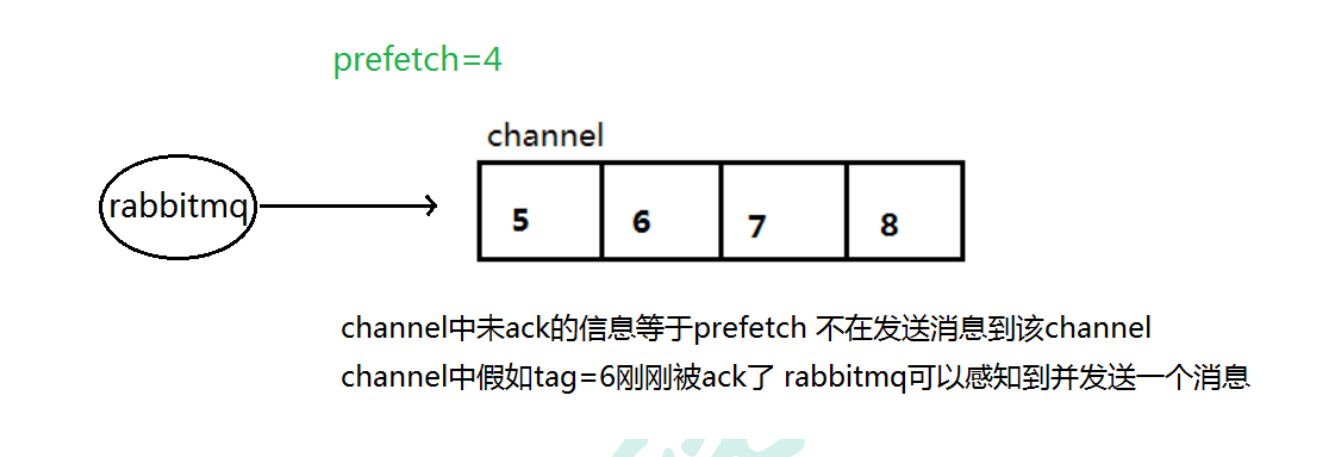 prefetch=4
channel
rabbitmq
5 6 7 8
channel中未ack的信息等于prefetch 不在发送消息到该channel
channel中假如tag=6刚刚被ack了 rabbitmq可以感知到并发送一个消息